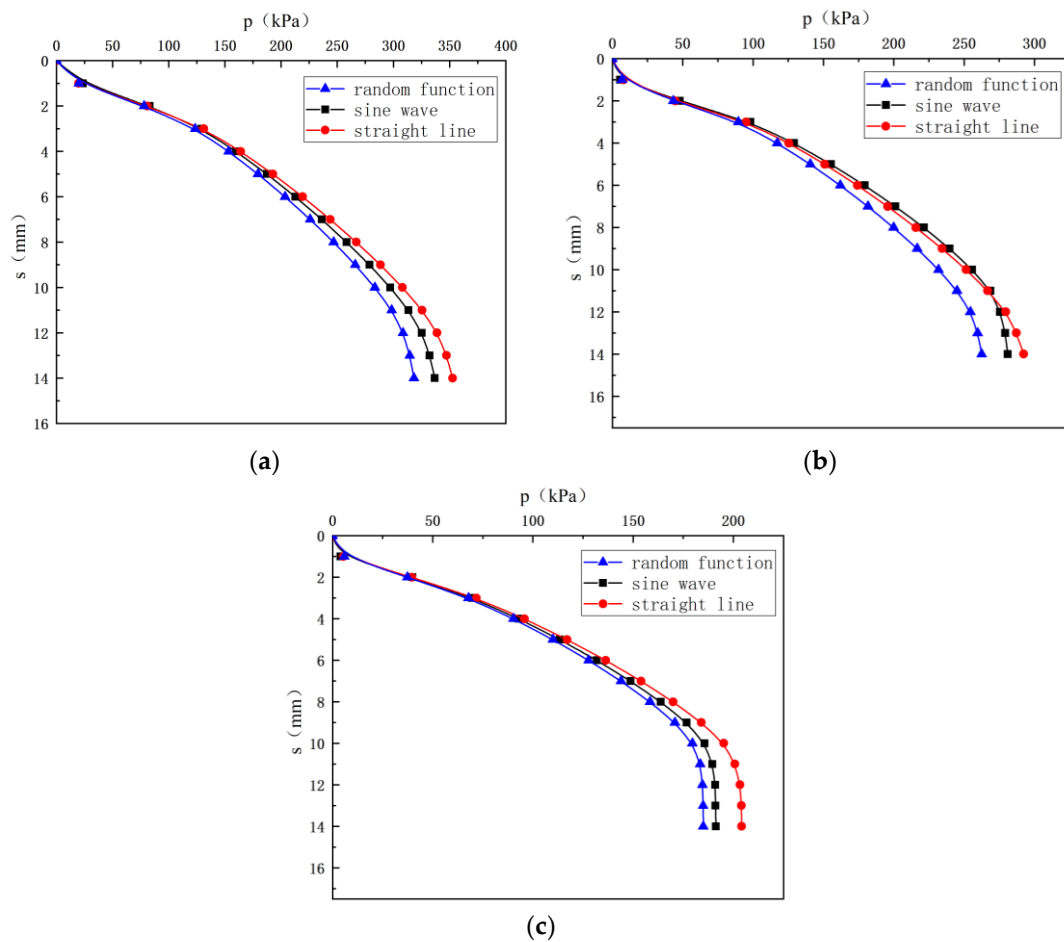 p（kPa）
0 50 100 150 200 250 300 350 400
0
2
4
6
8
10
12
14
16
s（mm）
random function
sine wave
straight line
(a)
p（kPa）
0 50 100 150 200 250 300
0
2
4
6
8
10
12
14
16
s（mm）
random function
sine wave
straight line
(b)
p（kPa）
0 50 100 150 200
0
2
4
6
8
10
12
14
16
s（mm）
random function
sine wave
straight line
(c)